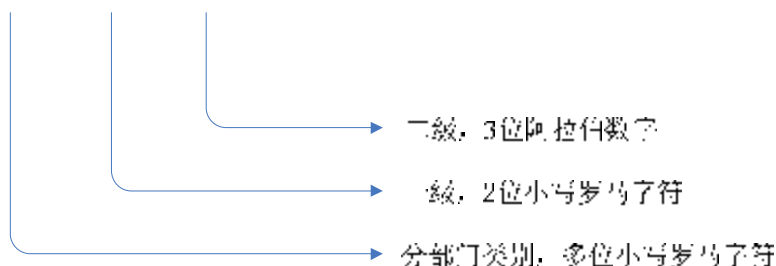 二级，3位阿拉伯数字
一级，2位小写罗马字符
分部门类别，多位小写罗马字符